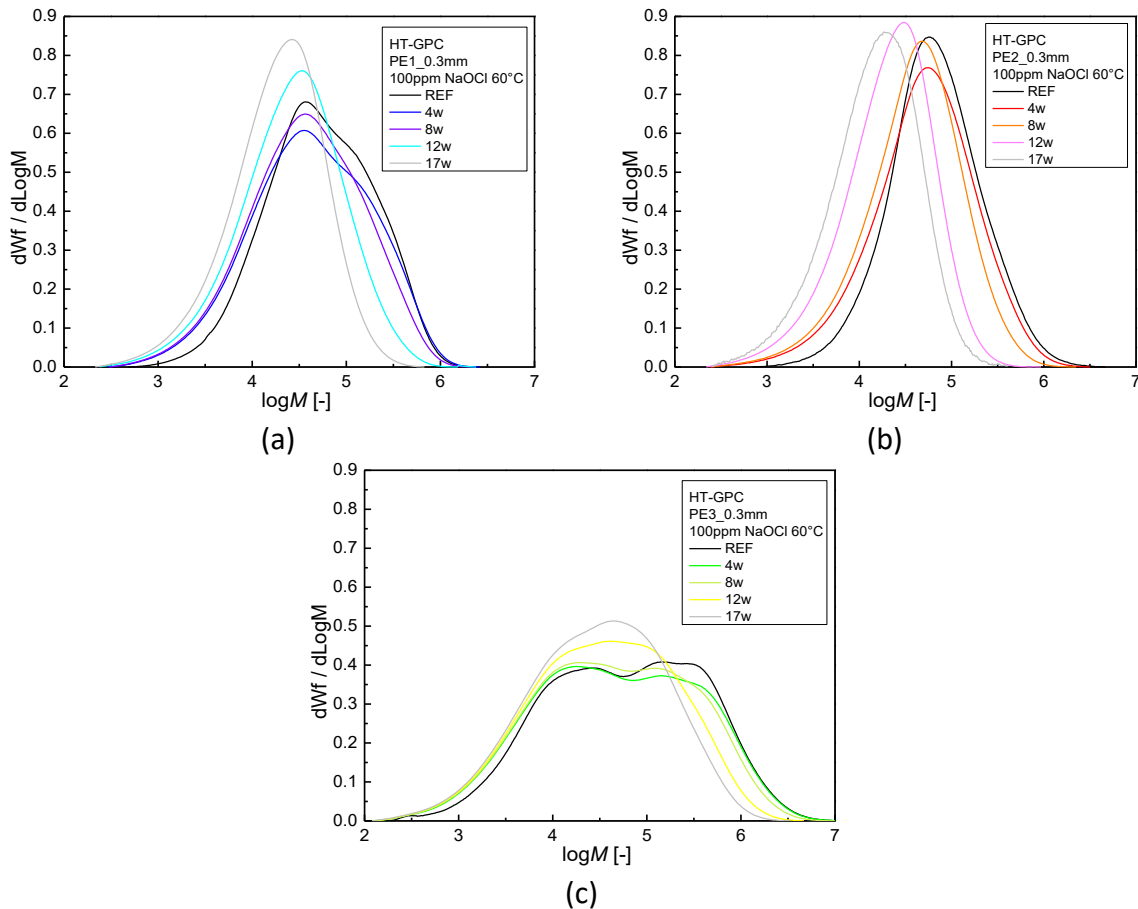 0.9
0.8
0.7
0.6
0.5
0.4
0.3
0.2
0.1
0.0
dWf / dLogM
HT-GPC
PE1_0.3mm
100ppm NaOCl 60°C
REF
4w
8w
12w
17w
2 3 4 5 6 7
logM [-]
(a)
0.9
0.8
0.7
0.6
0.5
0.4
0.3
0.2
0.1
0.0
dWf / dLogM
HT-GPC
PE2_0.3mm
100ppm NaOCl 60°C
REF
4w
8w
12w
17w
2 3 4 5 6 7
logM [-]
(b)
0.9
0.8
0.7
0.6
0.5
0.4
0.3
0.2
0.1
0.0
dWf / dLogM
HT-GPC
PE3_0.3mm
100ppm NaOCl 60°C
REF
4w
8w
12w
17w
2 3 4 5 6 7
logM [-]
(c)